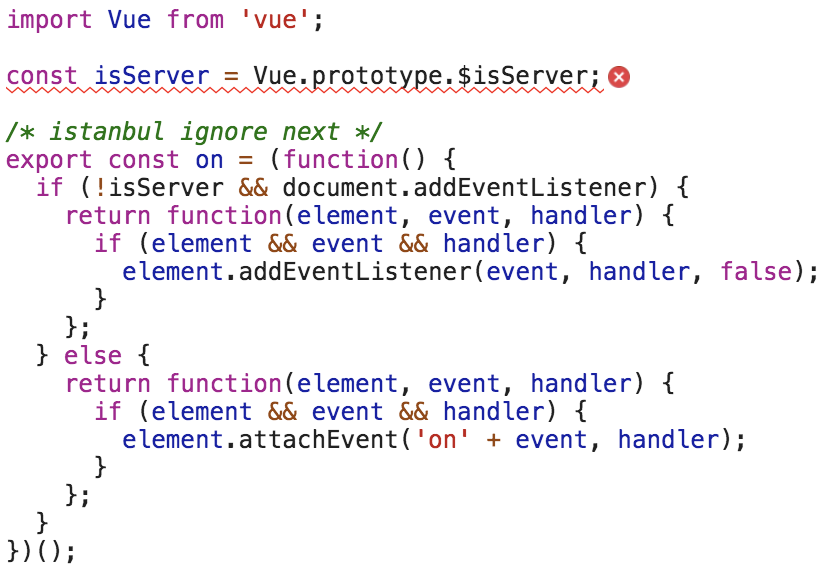 import Vue from 'vue';
const isServer = Vue.prototype.$isServer;
/* istanbul ignore next */
export const on = (function() {
  if (!isServer && document.addEventListener) {
    return function(element, event, handler) {
      if (element && event && handler) {
        element.addEventListener(event, handler, false);
      }
    };
  } else {
    return function(element, event, handler) {
      if (element && event && handler) {
        element.attachEvent('on' + event, handler);
      }
    };
  }
})();